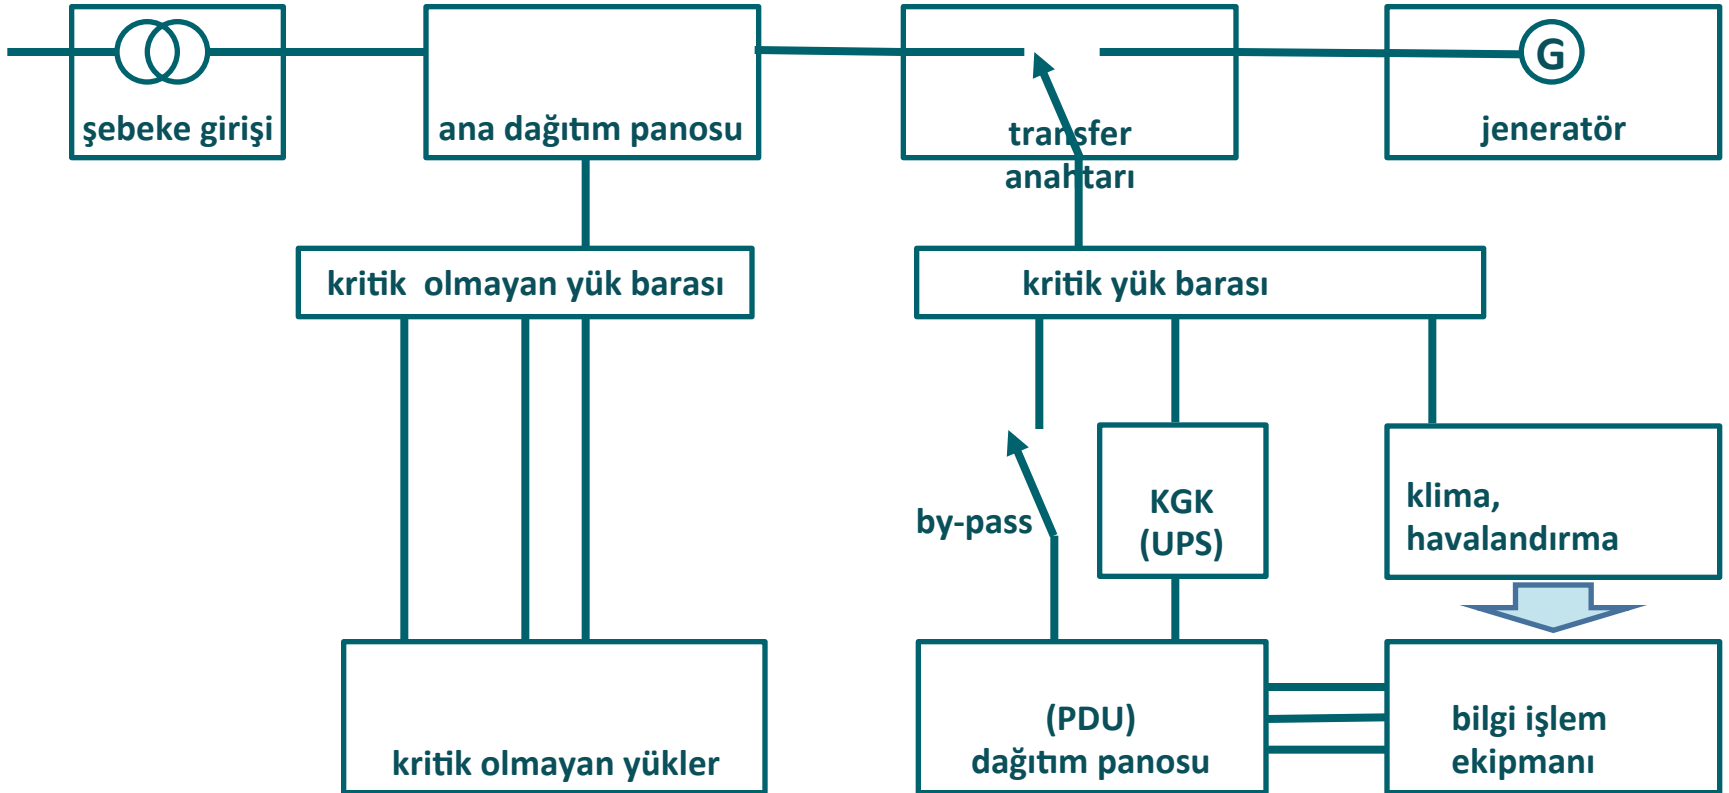 G
şebeke girişi
ana dağıtım panosu
transfer
anahtarı
jeneratör
kritik  olmayan yük barası
kritik yük barası
by-pass
KGK
(UPS)
klima,
havalandırma
kritik olmayan yükler
(PDU)
dağıtım panosu
bilgi işlem
ekipmanı